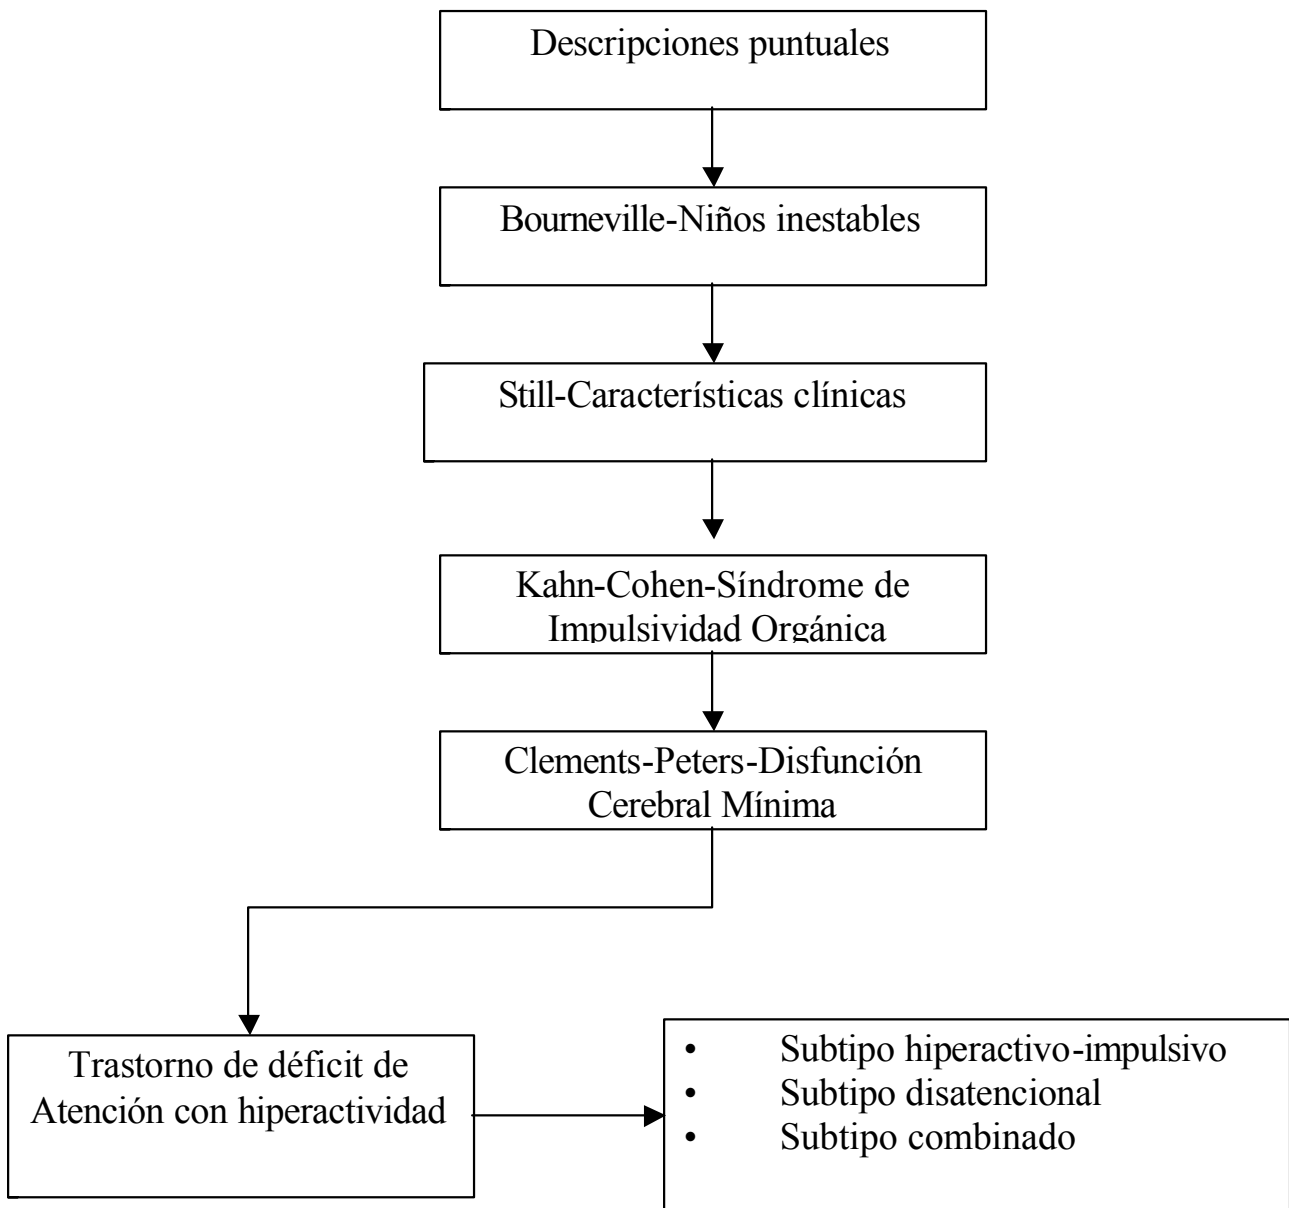 Descripciones puntuales
Bourneville-Niños inestables
Still-Características clínicas
Kahn-Cohen-Síndrome de
Impulsividad Orgánica
Clements-Peters-Disfunción
Cerebral Mínima
Trastorno de déficit de
Atención con hiperactividad
• Subtipo hiperactivo-impulsivo
• Subtipo disatencional
• Subtipo combinado